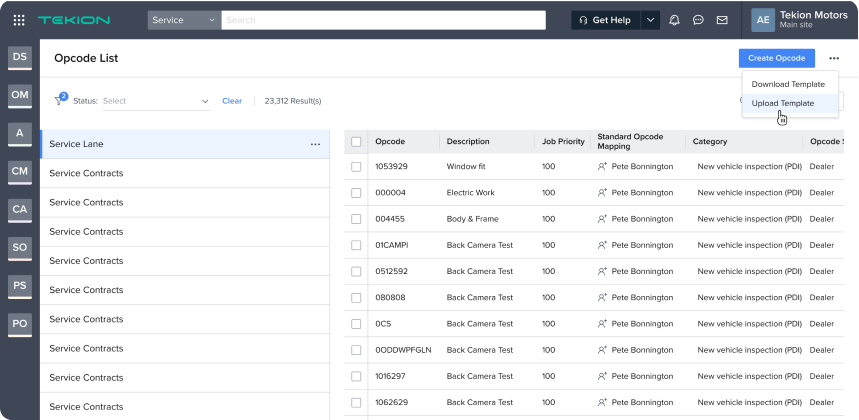 TEKION
Service
Search
Get Help
AE
Tekion Motors
Main site
DS
OM
A
CM
CA
SO
PS
PO
Opcode List
Create Opcode
Download Template
Upload Template
2
Status: Select
Clear
23,312 Result(s)
Service Lane
Service Contracts
Service Contracts
Service Contracts
Service Contracts
Service Contracts
Service Contracts
Service Contracts
Service Contracts
Service Contracts
Opcode Description Job Priority Standard Opcode Mapping Category Opcode S
1053929 Window fit 100 Pete Bonnington New vehicle inspection (PDI) Dealer
000004 Electric Work 100 Pete Bonnington New vehicle inspection (PDI) Dealer
004455 Body & Frame 100 Pete Bonnington New vehicle inspection (PDI) Dealer
01CAMPI Back Camera Test 100 Pete Bonnington New vehicle inspection (PDI) Dealer
0512592 Back Camera Test 100 Pete Bonnington New vehicle inspection (PDI) Dealer
080808 Back Camera Test 100 Pete Bonnington New vehicle inspection (PDI) Dealer
0CS Back Camera Test 100 Pete Bonnington New vehicle inspection (PDI) Dealer
0ODDWPFGLN Back Camera Test 100 Pete Bonnington New vehicle inspection (PDI) Dealer
1016297 Back Camera Test 100 Pete Bonnington New vehicle inspection (PDI) Dealer
1062629 Back Camera Test 100 Pete Bonnington New vehicle inspection (PDI) Dealer